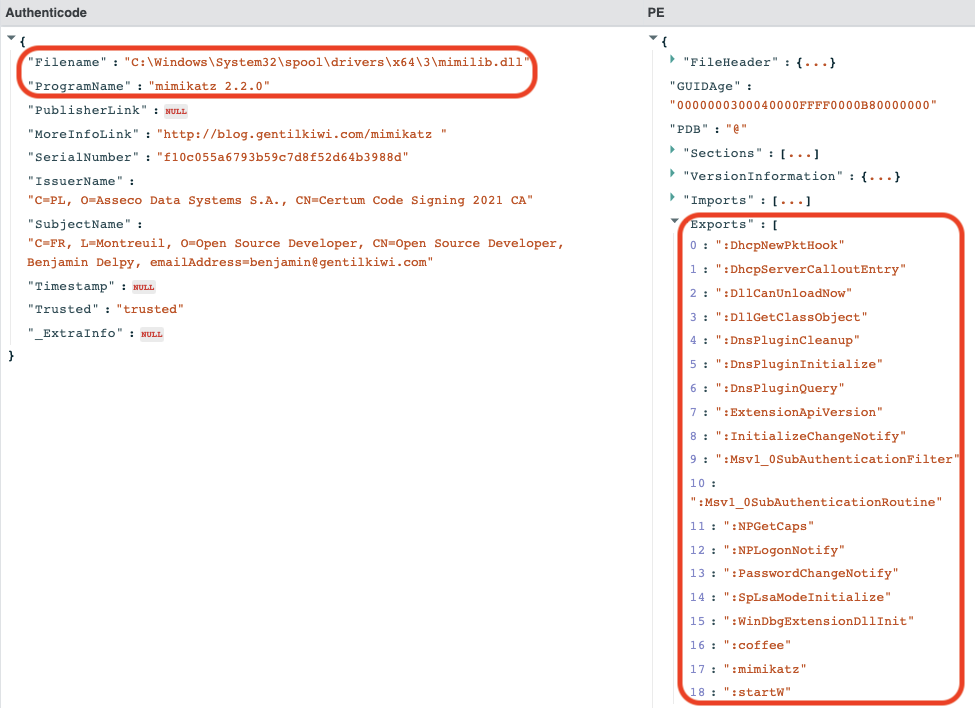 Authenticode
{
"Filename" : "C:\Windows\System32\spool\drivers\x64\3\mimilib.dll"
"ProgramName" : "mimikatz 2.2.0"
"PublisherLink" : NULL
"MoreInfoLink" : "http://blog.gentilkiwi.com/mimikatz "
"SerialNumber" : "f10c055a6793b59c7d8f52d64b3988d"
"IssuerName" :
"C=PL, O=Asseco Data Systems S.A., CN=Certum Code Signing 2021 CA"
"SubjectName" :
"C=FR, L=Montreuil, O=Open Source Developer, CN=Open Source Developer,
Benjamin Delpy, emailAddress=benjamin@gentilkiwi.com"
"Timestamp" : NULL
"Trusted" : "trusted"
"_ExtraInfo" : NULL
}
PE
{
"FileHeader" : {...}
"GUIDAge" :
"0000000300040000FFFF0000B80000000"
"PDB" : "@"
"Sections" : [...]
"VersionInformation" : {...}
"Imports" : [...]
Exports" : [
0 : ":DhcpNewPktHook"
1 : ":DhcpServerCalloutEntry"
2 : ":DllCanUnloadNow"
3 : ":DllGetClassObject"
4 : ":DnsPluginCleanup"
5 : ":DnsPluginInitialize"
6 : ":DnsPluginQuery"
7 : ":ExtensionApiVersion"
8 : ":InitializeChangeNotify"
9 : ":Msv1_0SubAuthenticationFilter"
10 :
":Msv1_0SubAuthenticationRoutine"
11 : ":NPGetCaps"
12 : ":NPLogonNotify"
13 : ":PasswordChangeNotify"
14 : ":SpLsaModeInitialize"
15 : ":WinDbgExtensionDllInit"
16 : ":coffee"
17 : ":mimikatz"
18 : ":startW"